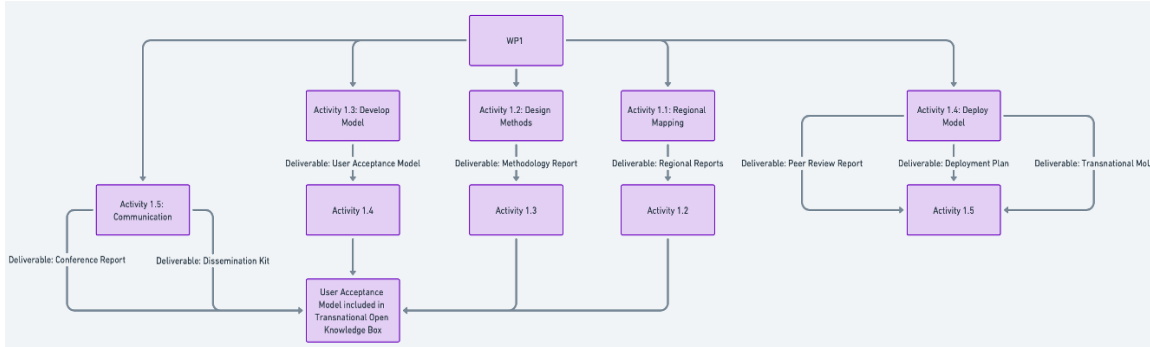 WP1
Activity 1.3: Develop
Model
Activity 1.2: Design
Methods
Activity 1.1: Regional
Mapping
Activity 1.4: Deploy
Model
Deliverable: User Acceptance Model
Deliverable: Methodology Report
Deliverable: Regional Reports
Deliverable: Peer Review Report
Deliverable: Deployment Plan
Deliverable: Transnational
Activity 1.5:
Communication
Activity 1.4
Activity 1.3
Activity 1.2
Activity 1.5
Deliverable: Conference Report
Deliverable: Dissemination Kit
User Acceptance
Model included in
Transnational Open
Knowledge Box